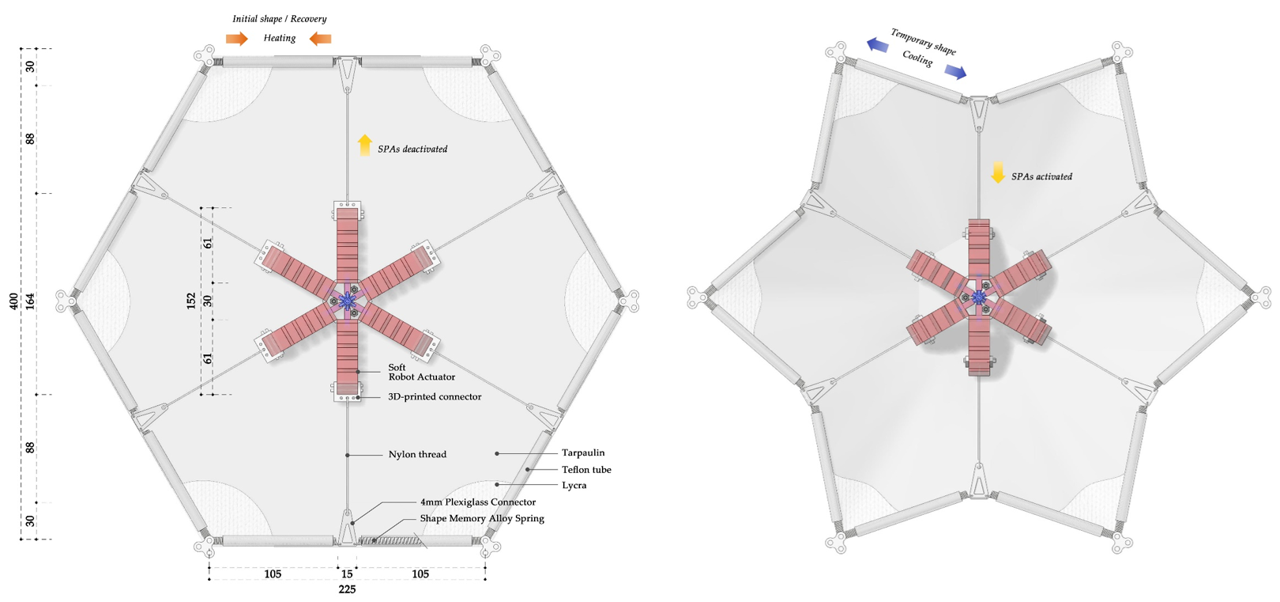 Initial shape / Recovery
Heating
SPAs deactivated
30
88
400
164
88
30
61
152
30
61
Soft
Robot Actuator
3D-printed connector
Nylon thread
Tarpaulin
Teflon tube
Lycra
4mm Plexiglass Connector
Shape Memory Alloy Spring
105
15
105
225
Temporary shape
Cooling
SPAs activated